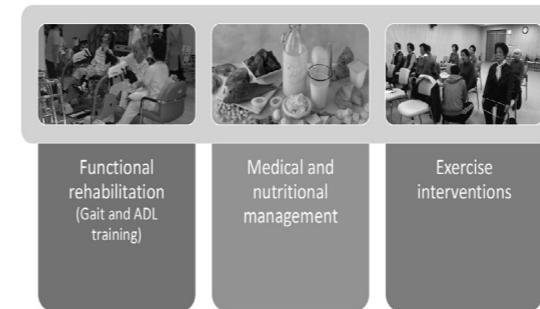 Functional
rehabilitation
(Gait and ADL
training)
Medical and
nutritional
management
Exercise
interventions